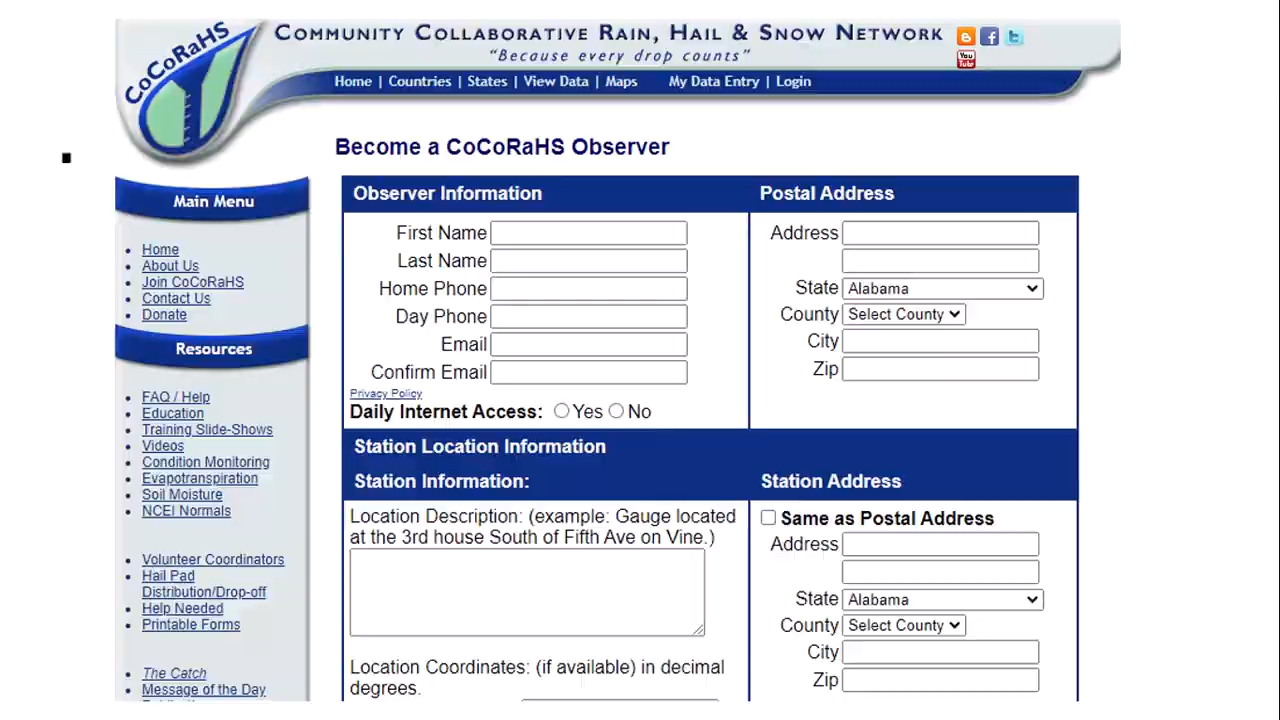 CoCoRaHS
COMMUNITY COLLABORATIVE RAIN, HAIL & SNOW NETWORK
"Because every drop counts"
You
Tube
Home | Countries | States | View Data | Maps My Data Entry | Login
Become a CoCoRaHS Observer
Main Menu
Home
About Us
Join CoCoRaHS
Contact Us
Donate
Resources
FAQ / Help
Education
Training Slide-Shows
Videos
Condition Monitoring
Evapotranspiration
Soil Moisture
NCEI Normals
Volunteer Coordinators
Hail Pad
Distribution/Drop-off
Help Needed
Printable Forms
The Catch
Message of the Day
Observer Information
First Name
Last Name
Home Phone
Day Phone
Email
Confirm Email
Privacy Policy
Daily Internet Access: Yes No
Postal Address
Address
State Alabama
County Select County
City
Zip
Station Location Information
Station Information:
Location Description: (example: Gauge located
at the 3rd house South of Fifth Ave on Vine.)
Location Coordinates: (if available) in decimal
degrees.
Station Address
Same as Postal Address
Address
State Alabama
County Select County
City
Zip